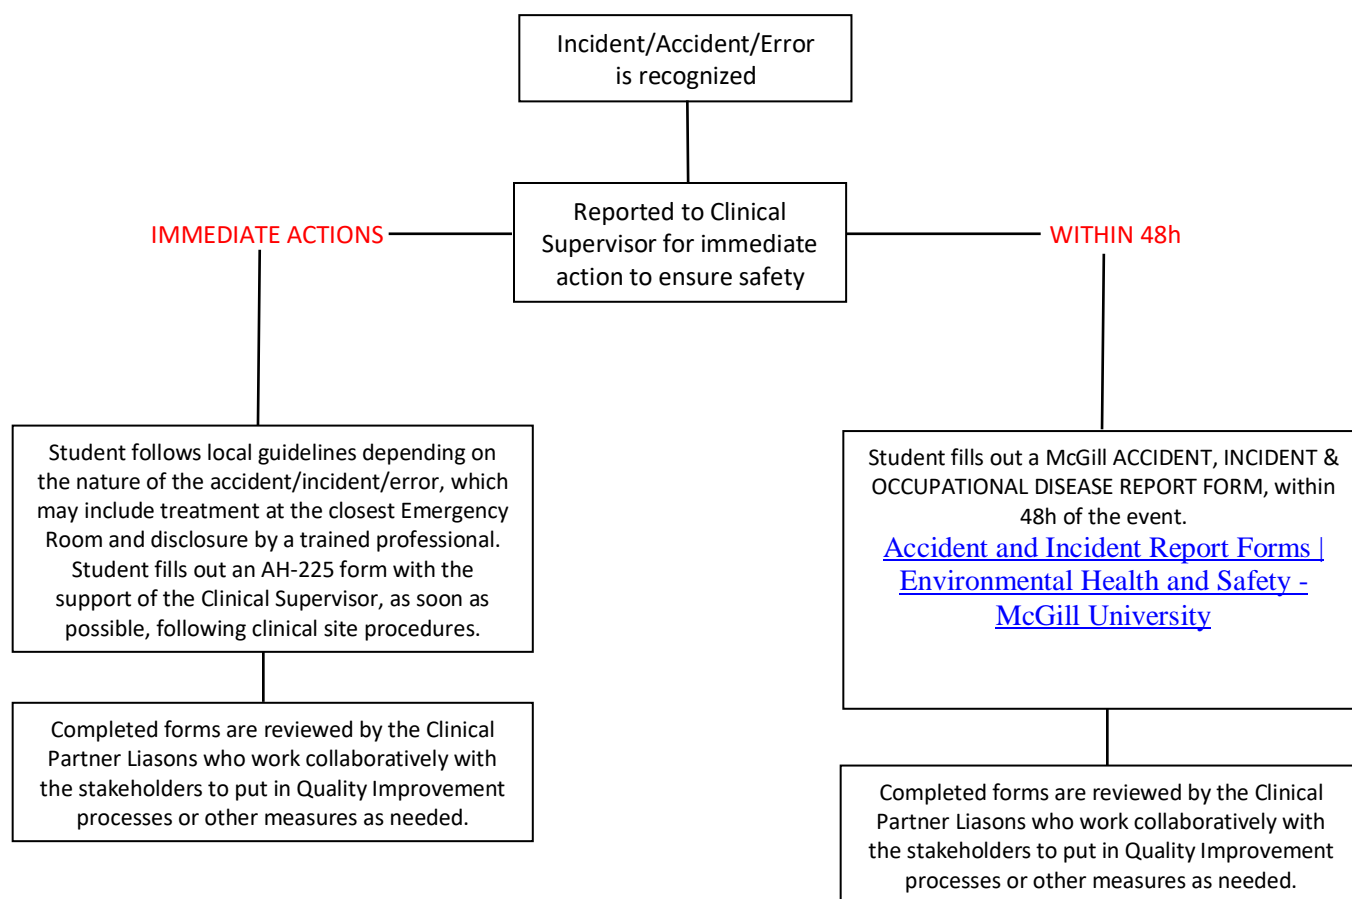 Incident/Accident/Error
is recognized
Reported to Clinical
Supervisor for immediate
action to ensure safety
IMMEDIATE ACTIONS
WITHIN 48h
Student follows local guidelines depending on
the nature of the accident/incident/error, which
may include treatment at the closest Emergency
Room and disclosure by a trained professional.
Student fills out an AH-225 form with the
support of the Clinical Supervisor, as soon as
possible, following clinical site procedures.
Completed forms are reviewed by the Clinical
Partner Liasons who work collaboratively with
the stakeholders to put in Quality Improvement
processes or other measures as needed.
Student fills out a McGill ACCIDENT, INCIDENT &
OCCUPATIONAL DISEASE REPORT FORM, within
48h of the event.
Accident and Incident Report Forms |
Environmental Health and Safety -
McGill University
Completed forms are reviewed by the Clinical
Partner Liasons who work collaboratively with
the stakeholders to put in Quality Improvement
processes or other measures as needed.